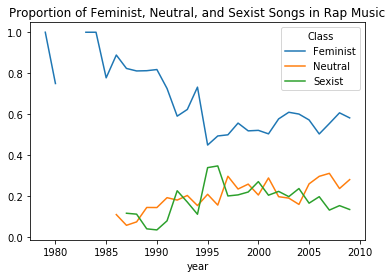 Proportion of Feminist, Neutral, and Sexist Songs in Rap Music
1.0
0.8
0.6
0.4
0.2
0.0
Class
Feminist
Neutral
Sexist
1980 1985 1990 1995 2000 2005 2010
year